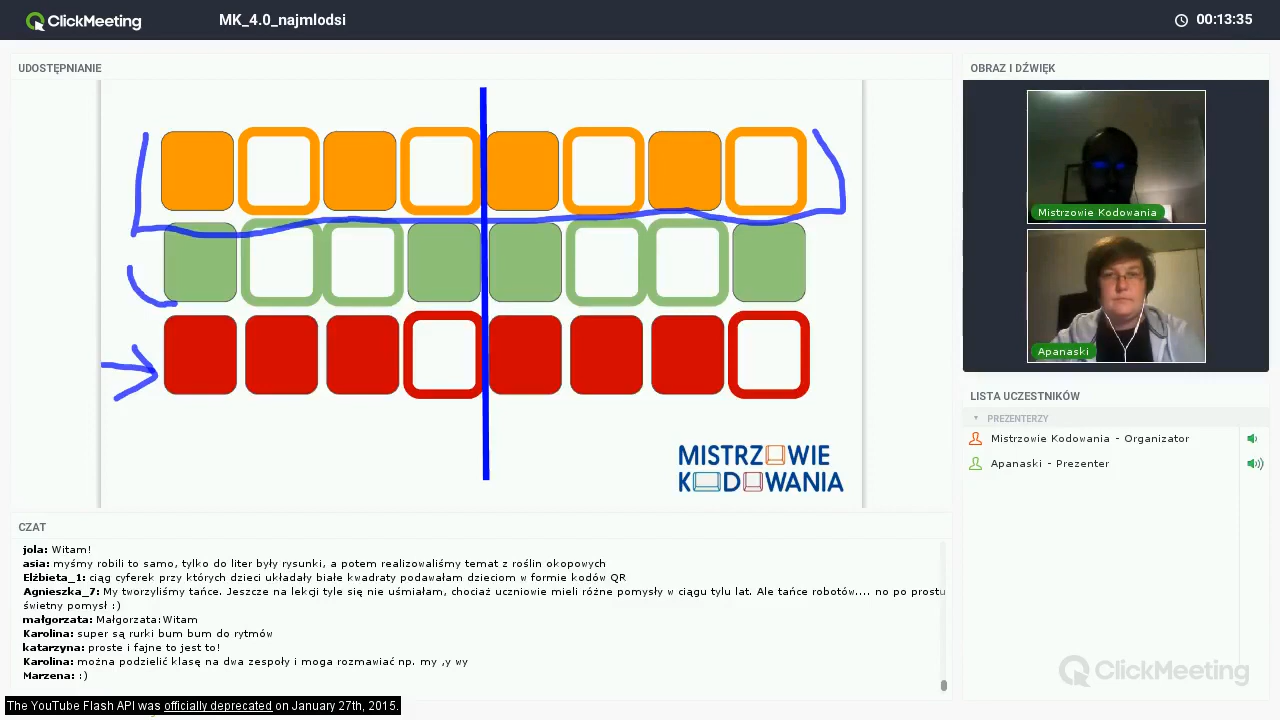 ClickMeeting
MK_4.0_najmlodsi
00:13:35
UDOSTĘPNIANIE
OBRAZ I DŹWIĘK
Mistrzowie Kodowania
Apanaski
MISTRZOWIE
KODOWANIA
LISTA UCZESTNIKÓW
PREZENTERZY
Mistrzowie Kodowania - Organizator
Apanaski - Prezenter
CZAT
jola: Witam!
asia: myśmy robili to samo, tylko do liter były rysunki, a potem realizowaliśmy temat z roślin okopowych
Elżbieta_1: ciąg cyferek przy których dzieci układały białe kwadraty podawałam dzieciom w formie kodów QR
Agnieszka_7: My tworzyliśmy tańce. Jeszcze na lekcji tyle się nie uśmiałam, chociaż uczniowie mieli różne pomysły w ciągu tylu lat. Ale tańce robotów.... no po prostu
świetny pomysł :)
małgorzata: Małgorzata:Witam
Karolina: super są rurki bum bum do rytmów
katarzyna: proste i fajne to jest to!
Karolina: można podzielić klasę na dwa zespoły i moga rozmawiać np. my ,y wy
Marzena: :)
ClickMeeting
The YouTube Flash API was officially deprecated on January 27th, 2015.